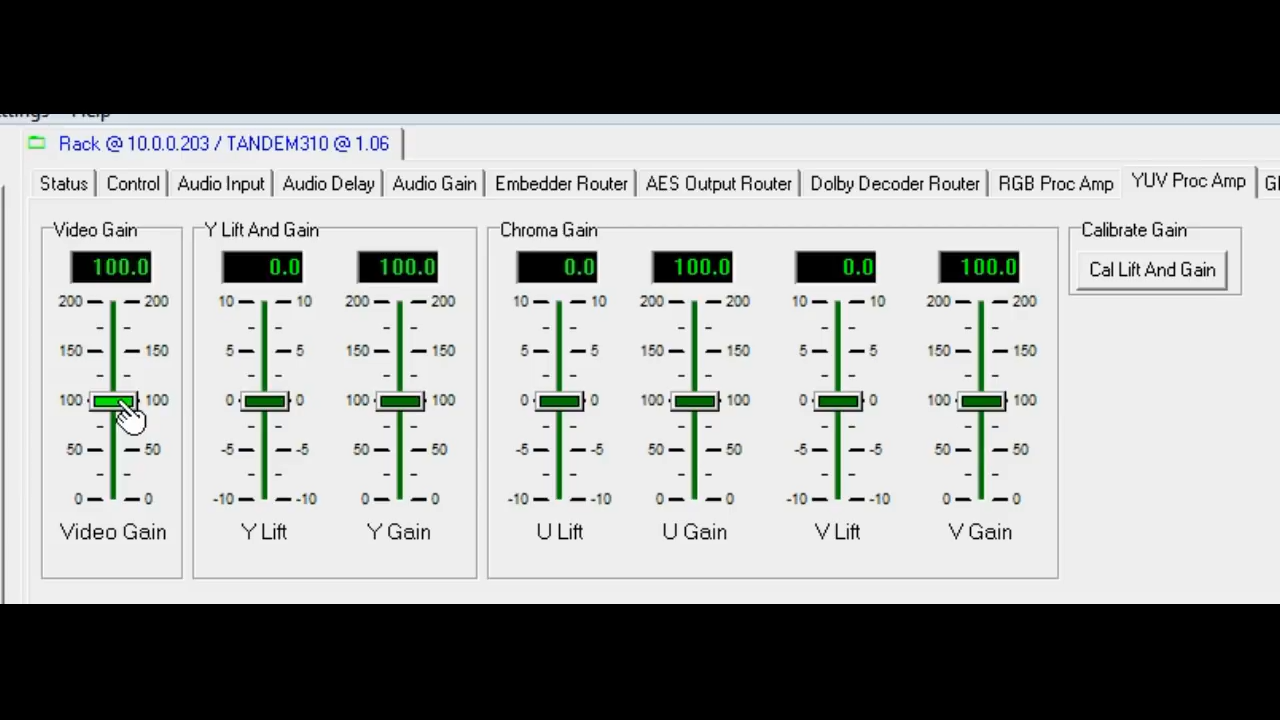 Help
Rack @ 10.0.0.203 / TANDEM310 @ 1.06
Status Control Audio Input Audio Delay Audio Gain Embedder Router AES Output Router Dolby Decoder Router RGB Proc Amp YUV Proc Amp
Video Gain Y Lift And Gain Chroma Gain Calibrate Gain
100.0 0.0 100.0 0.0 100.0 0.0 100.0 Cal Lift And Gain
200 200 10 10 200 200 10 10 200 200 10 10 200 200
150 150 5 5 150 150 5 5 150 150 5 5 150 150
100 100 0 0 100 100 0 0 100 100 0 0 100 100
50 50 -5 -5 50 50 -5 -5 50 50 -5 -5 50 50
0 0 -10 -10 0 0 -10 -10 0 0 -10 -10 0 0
Video Gain Y Lift Y Gain U Lift U Gain V Lift V Gain